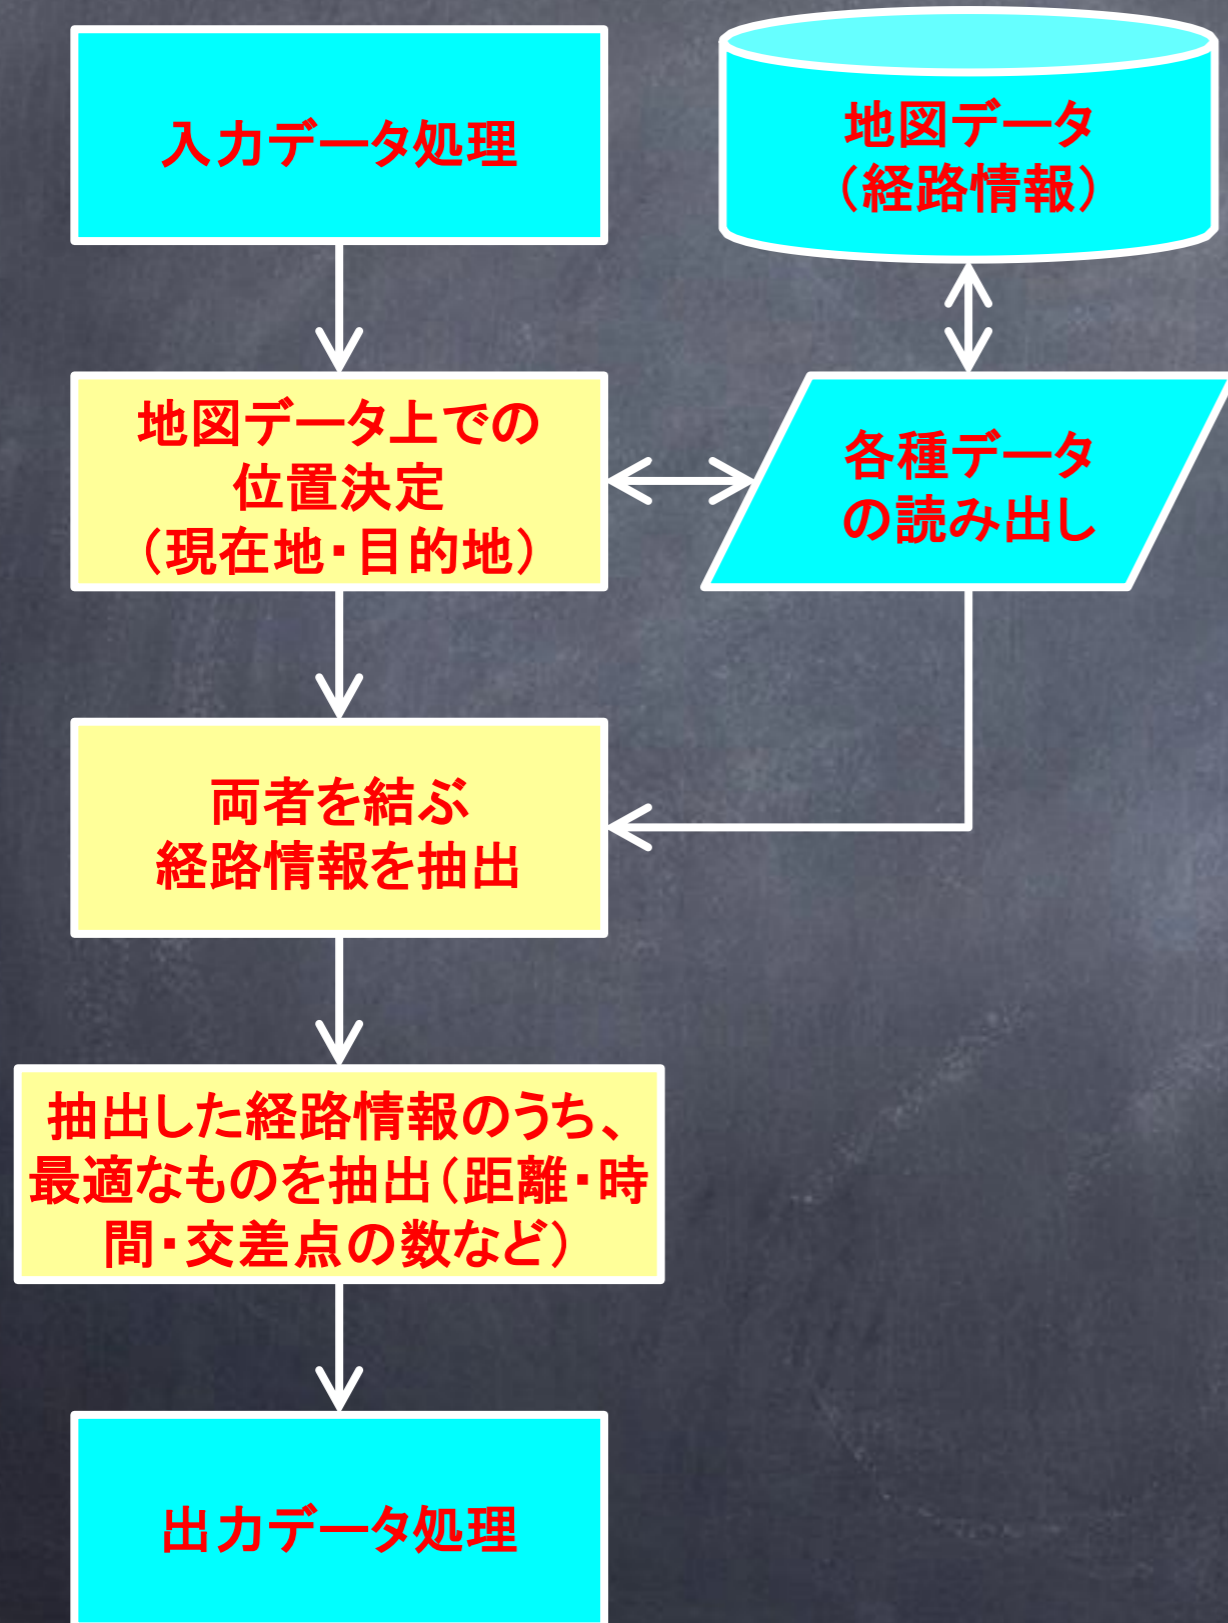 入力データ処理
地図データ
（経路情報）
地図データ上での
位置決定
（現在地・目的地）
各種データ
の読み出し
両者を結ぶ
経路情報を抽出
抽出した経路情報のうち、
最適なものを抽出（距離・時
間・交差点の数など）
出力データ処理